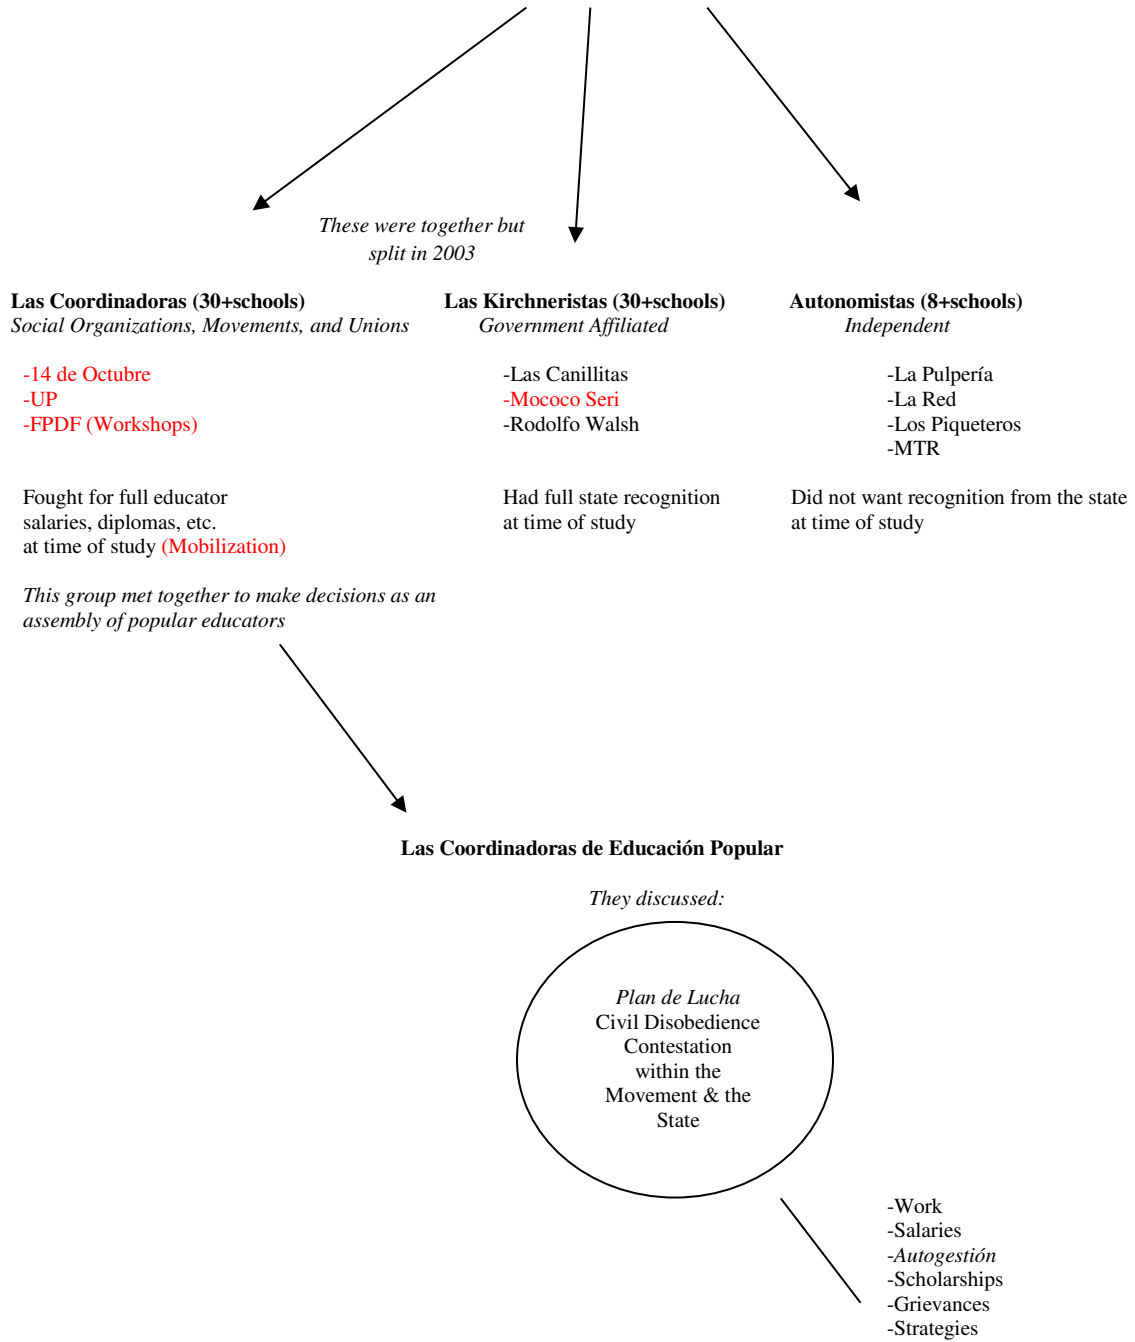 These were together but
split in 2003
Las Coordinadoras (30+schools)
Social Organizations, Movements, and Unions
-14 de Octubre
-UP
-FPDF (Workshops)
Fought for full educator
salaries, diplomas, etc.
at time of study (Mobilization)
This group met together to make decisions as an
assembly of popular educators
Las Kirchneristas (30+schools)
Government Affiliated
-Las Canillitas
-Mococo Seri
-Rodolfo Walsh
Had full state recognition
at time of study
Autonomistas (8+schools)
Independent
-La Pulpería
-La Red
-Los Piqueteros
-MTR
Did not want recognition from the state
at time of study
Las Coordinadoras de Educación Popular
They discussed:
Plan de Lucha
Civil Disobedience
Contestation
within the
Movement & the
State
-Work
-Salaries
-Autogestión
-Scholarships
-Grievances
-Strategies